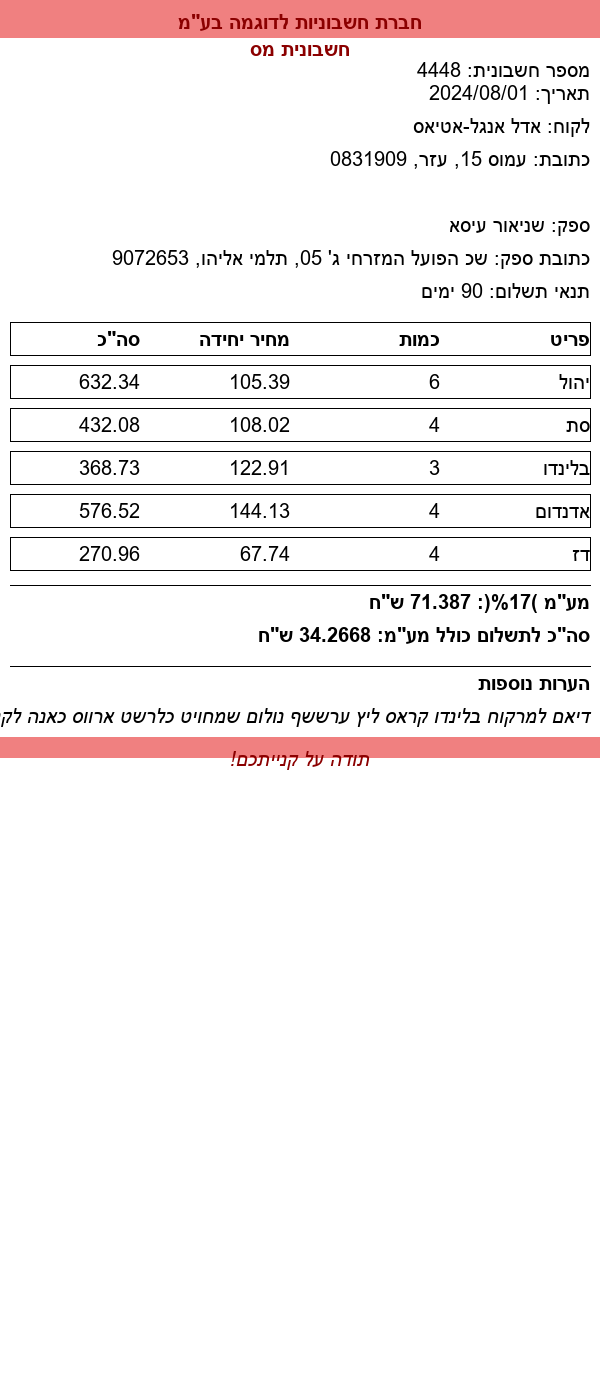 חברת חשבוניות לדוגמה בע"מ
חשבונית מס
מספר חשבונית: 4448
תאריך: 2024/08/01
לקוח: אדל אנגל-אטיאס
כתובת: עמוס 15, עזר, 0831909
ספק: שניאור עיסא
כתובת ספק: שכ הפועל המזרחי ג' 05, תלמי אליהו, 9072653
תנאי תשלום: 90 ימים
פריט כמות מחיר יחידה סה"כ
יהול 6 105.39 632.34
סת 4 108.02 432.08
בלינדו 3 122.91 368.73
אדנדום 4 144.13 576.52
דז 4 67.74 270.96
מע"מ )17%(: 71.387 ש"ח
סה"כ לתשלום כולל מע"מ: 34.2668 ש"ח
הערות נוספות
דיאם למרקוח בלינדו קראס ליץ ערששף נולום שמחויט כלרשט ארווס כאנה
תודה על קנייתכם!